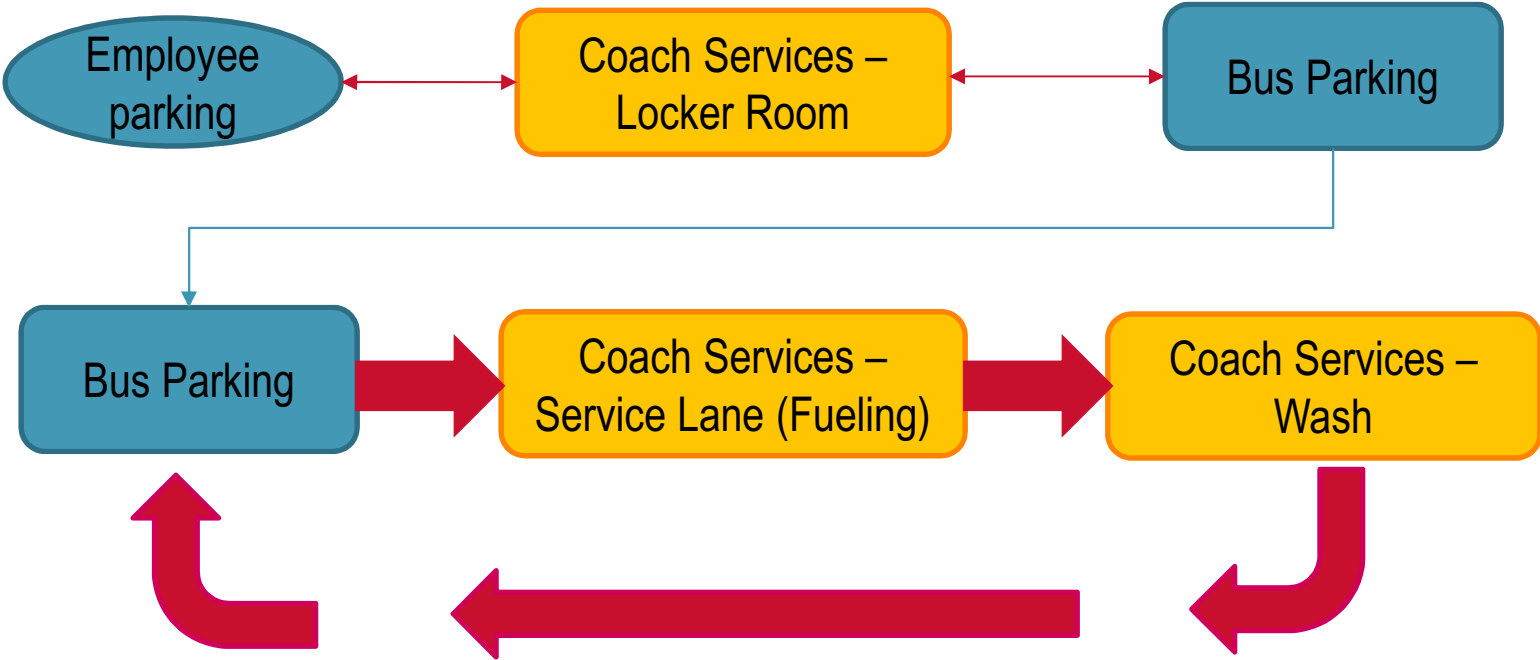 Employee
parking
Coach Services –
Locker Room
Bus Parking
Bus Parking
Coach Services –
Service Lane (Fueling)
Coach Services –
Wash